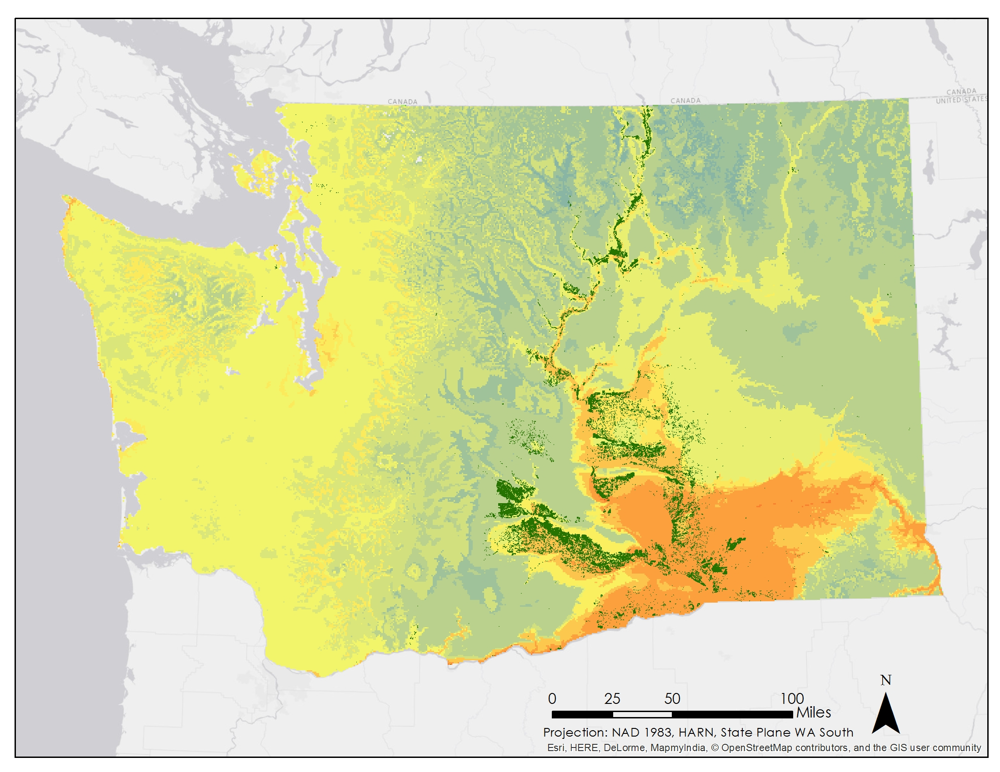 CANADA
CANADA
CANADA
UNITED STATES
N
0 25 50 100
Miles
Projection: NAD 1983, HARN, State Plane WA South
Esri, HERE, DeLorme, MapmyIndia, © OpenStreetMap contributors, and the GIS user community